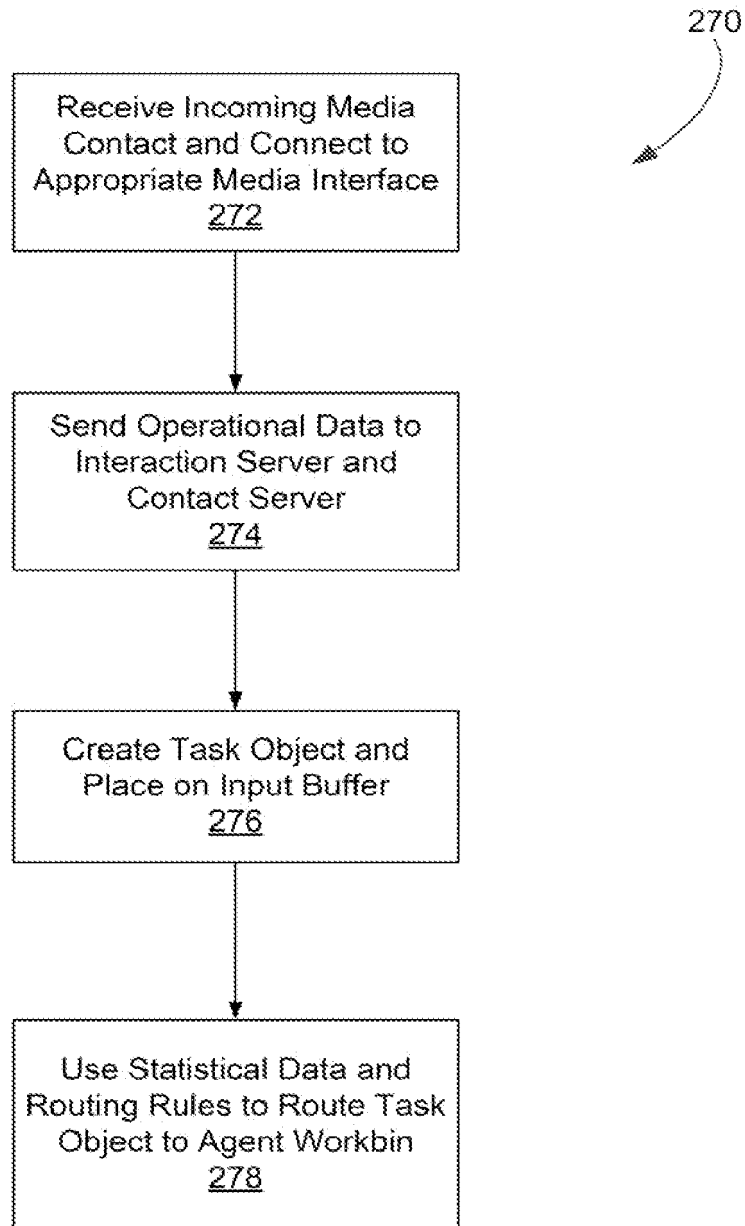 270
Receive Incoming Media
Contact and Connect to
Appropriate Media Interface
272
Send Operational Data to
Interaction Server and
Contact Server
274
Create Task Object and
Place on Input Buffer
276
Use Statistical Data and
Routing Rules to Route Task
Object to Agent Workbin
278